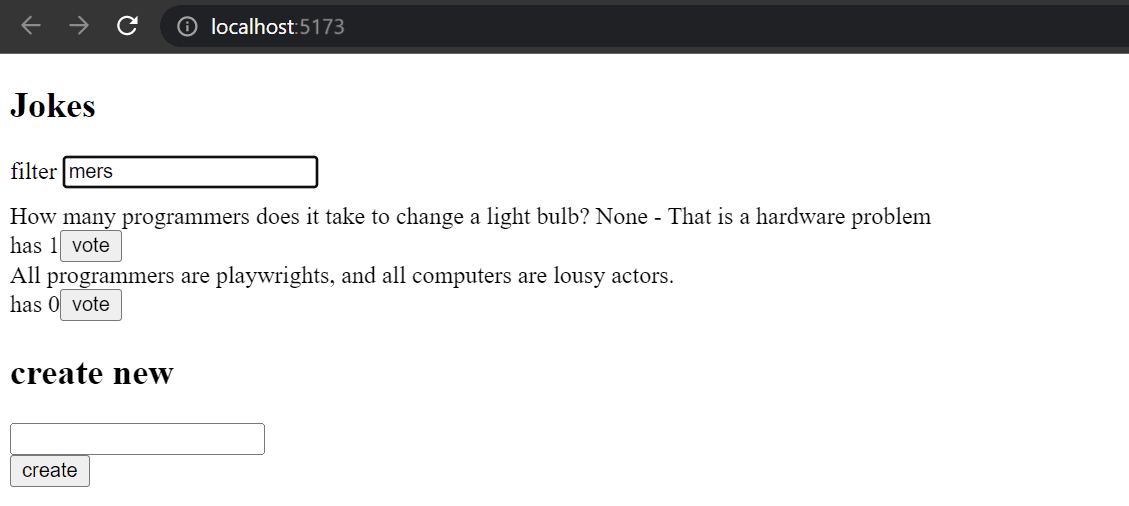 localhost:5173
Jokes
filter mers
How many programmers does it take to change a light bulb? None - That is a hardware problem
has 1 vote
All programmers are playwrights, and all computers are lousy actors.
has 0 vote
create new
create